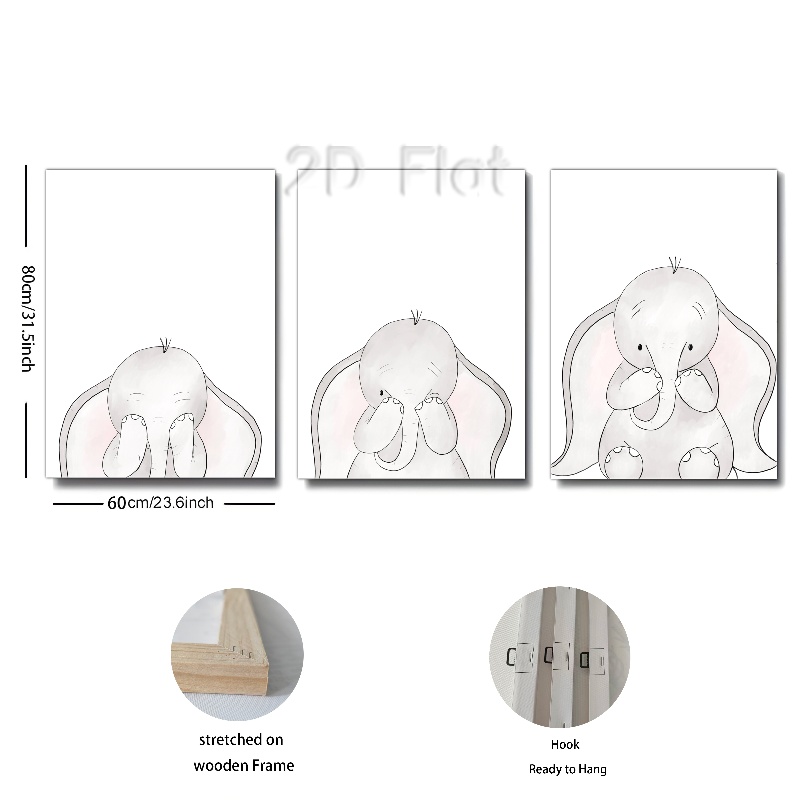 2D Flat
80cm/31.5inch
60cm/23.6inch
stretched on
wooden Frame
Hook
Ready to Hang